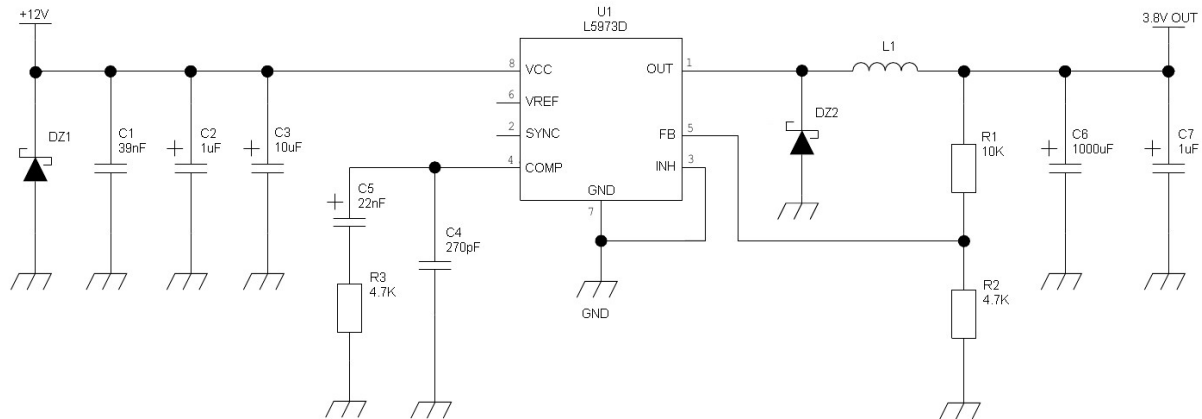 +12V
U1
L5973D
3.8V OUT
L1
8
VCC
OUT
1
6
VREF
DZ1
C1
39nF
C2
1uF
C3
10uF
2
SYNC
FB
5
DZ2
R1
10K
C6
1000uF
C7
1uF
4
COMP
INH
3
C5
22nF
GND
7
C4
270pF
R3
4.7K
R2
4.7K
GND